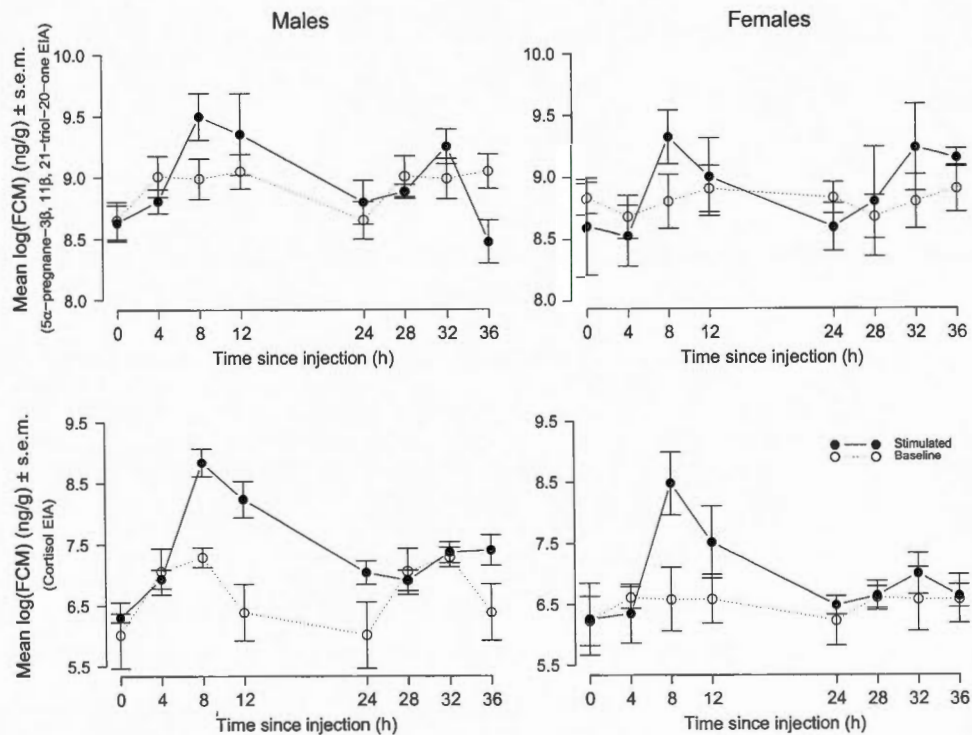 Males
Females
Mean log(FCM) (ng/g) ± s.e.m.
(5α−pregnane−3β, 11β, 21−triol−20−one EIA)
10.0
9.5
9.0
8.5
8.0
0 4 8 12 24 28 32 36
Time since injection (h)
10.0
9.5
9.0
8.5
8.0
0 4 8 12 24 28 32 36
Time since injection (h)
Mean log(FCM) (ng/g) ± s.e.m.
(Cortisol EIA)
9.5
8.5
7.5
6.5
5.5
0 4 8 12 24 28 32 36
Time since injection (h)
9.5
8.5
7.5
6.5
5.5
Stimulated
Baseline
0 4 8 12 24 28 32 36
Time since injection (h)